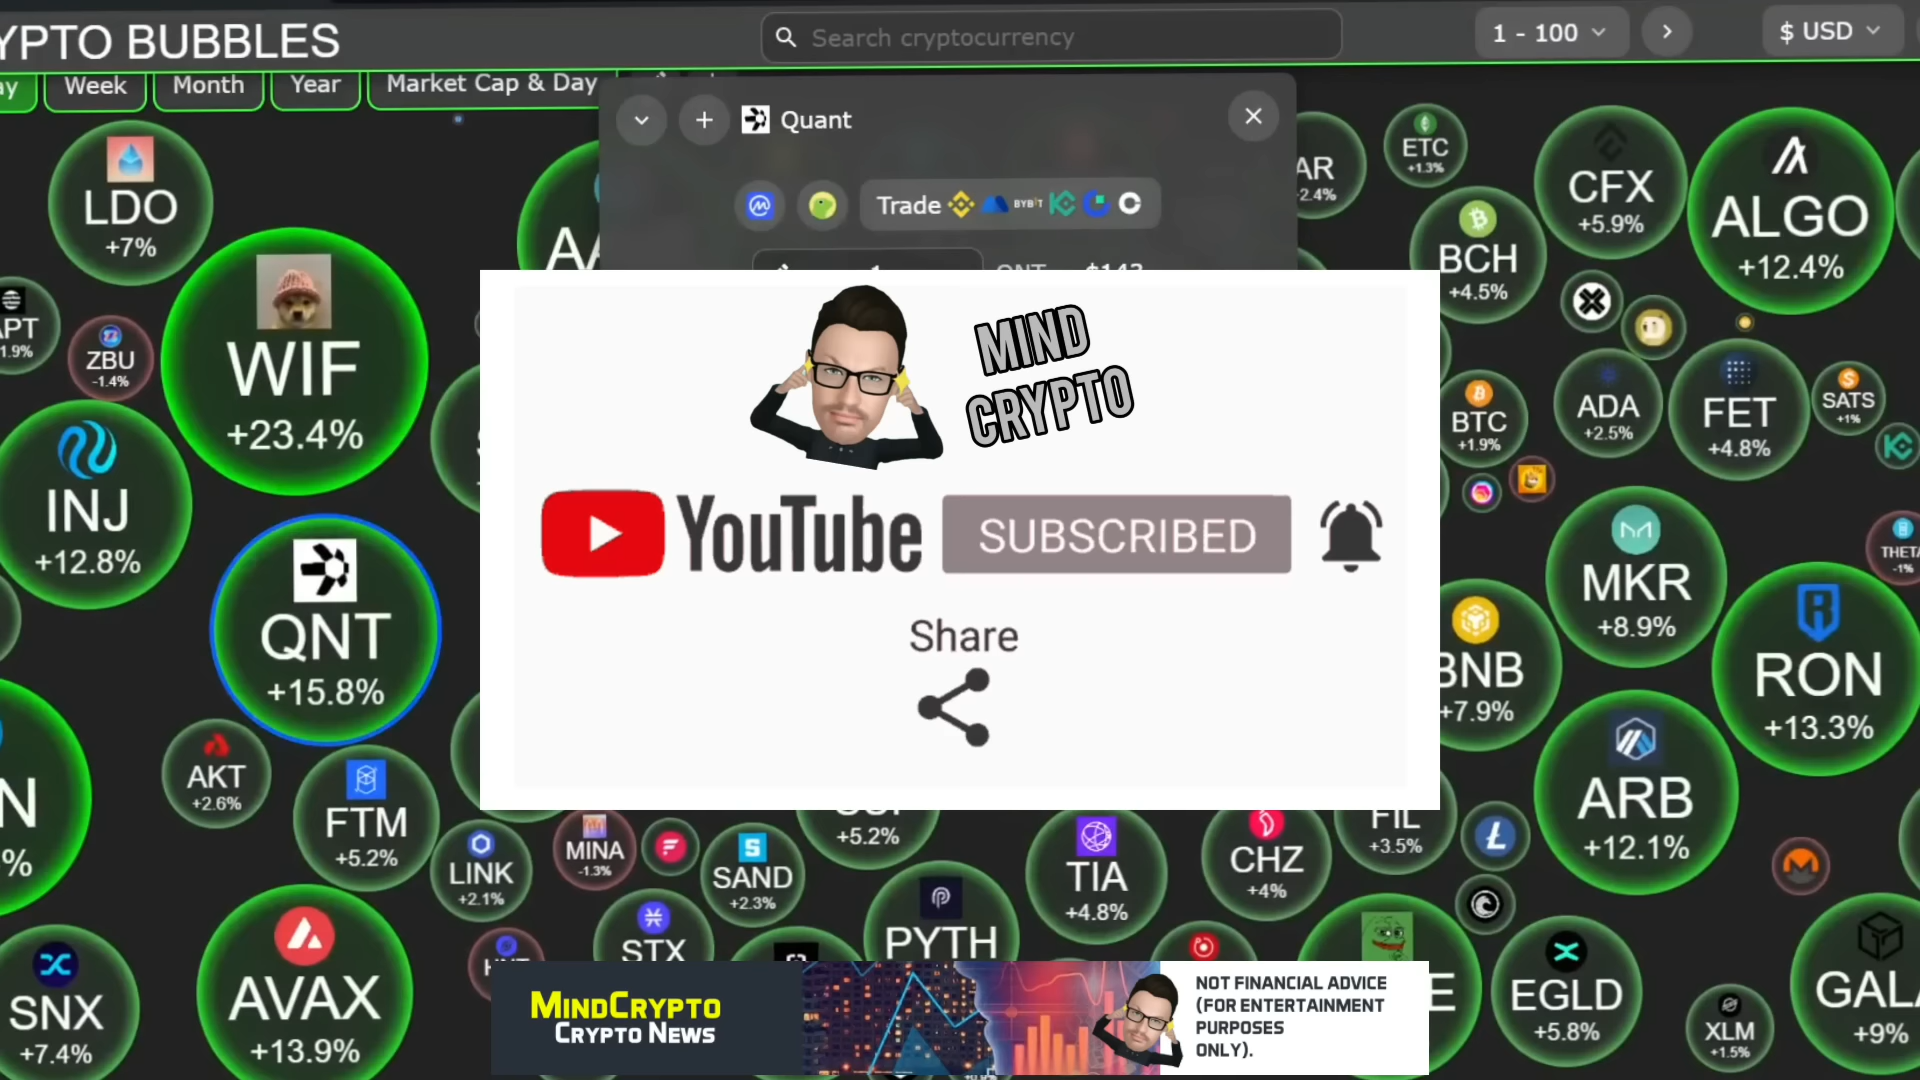 YPTO BUBBLES
Search cryptocurrency
1 - 100
$ USD
Week
Month
Year
Market Cap & Day
Quant
Trade
BYBIT
LDO
+7%
WIF
+23.4%
ZBU
-1.4%
INJ
+12.8%
QNT
+15.8%
AKT
+2.6%
FTM
+5.2%
LINK
+2.1%
MINA
-1.3%
SAND
+2.3%
+5.2%
STX
PYTH
TIA
+4.8%
CHZ
+4%
FIL
+3.5%
AVAX
+13.9%
SNX
+7.4%
ETC
+1.3%
CFX
+5.9%
ALGO
+12.4%
BCH
+4.5%
BTC
+1.9%
ADA
+2.5%
FET
+4.8%
SATS
+1%
THETA
-1%
MKR
+8.9%
BNB
+7.9%
RON
+13.3%
ARB
+12.1%
EGLD
+5.8%
XLM
+1.5%
GALA
+9%
MIND
CRYPTO
YouTube
SUBSCRIBED
Share
MINDCRYPTO
CRYPTO NEWS
NOT FINANCIAL ADVICE
(FOR ENTERTAINMENT
PURPOSES
ONLY).